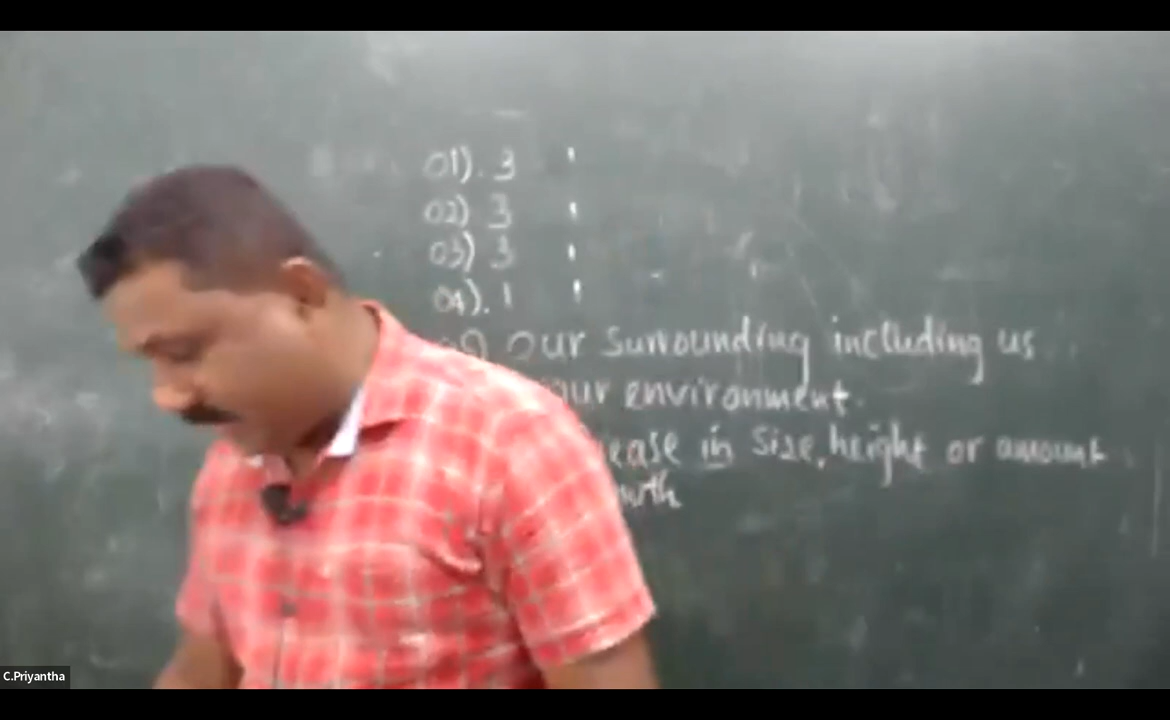 01). 3 '
02) 3 '
03) 3 '
04). 1 '
our surrounding including us
our environment.
ease in size, height or amount
wth
C.Priyantha